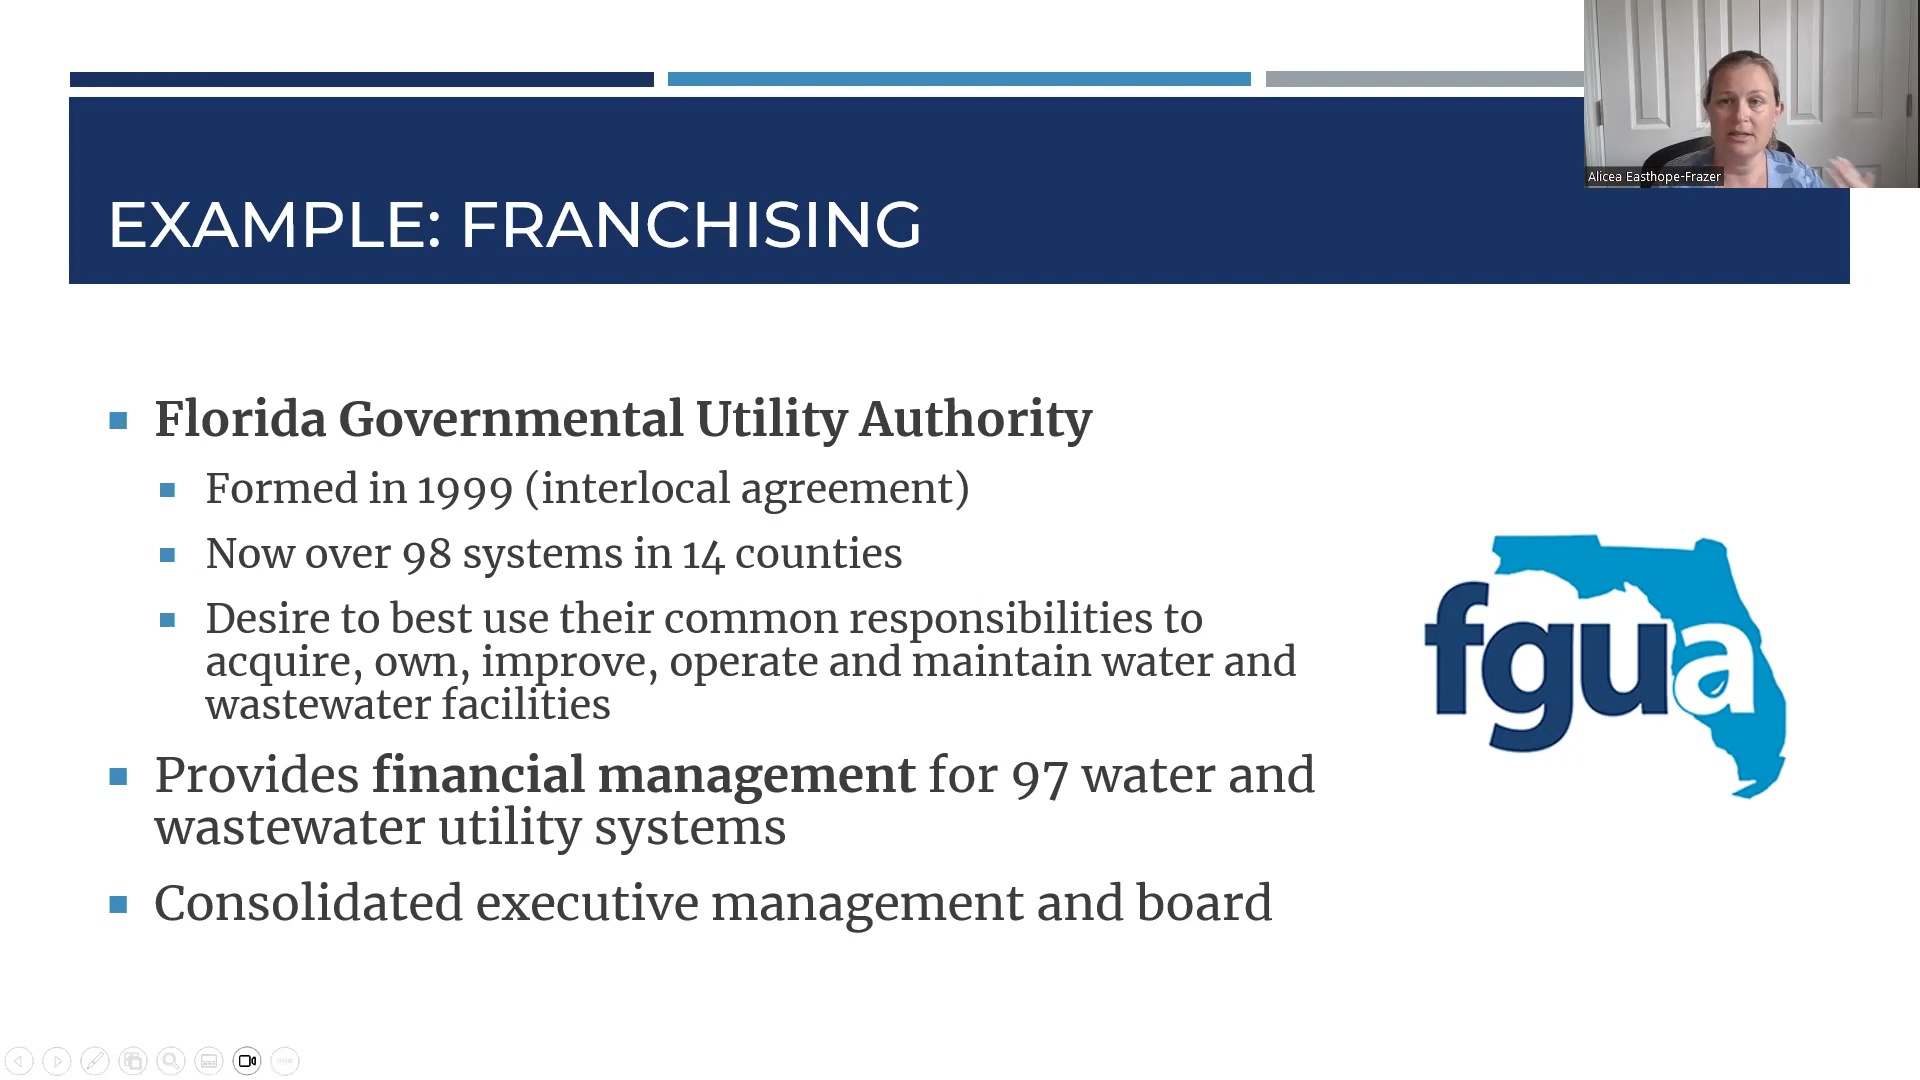 Alicea Easthope-Frazer
EXAMPLE: FRANCHISING
Florida Governmental Utility Authority
Formed in 1999 (interlocal agreement)
Now over 98 systems in 14 counties
Desire to best use their common responsibilities to
acquire, own, improve, operate and maintain water and
wastewater facilities
fgua
Provides financial management for 97 water and
wastewater utility systems
Consolidated executive management and board